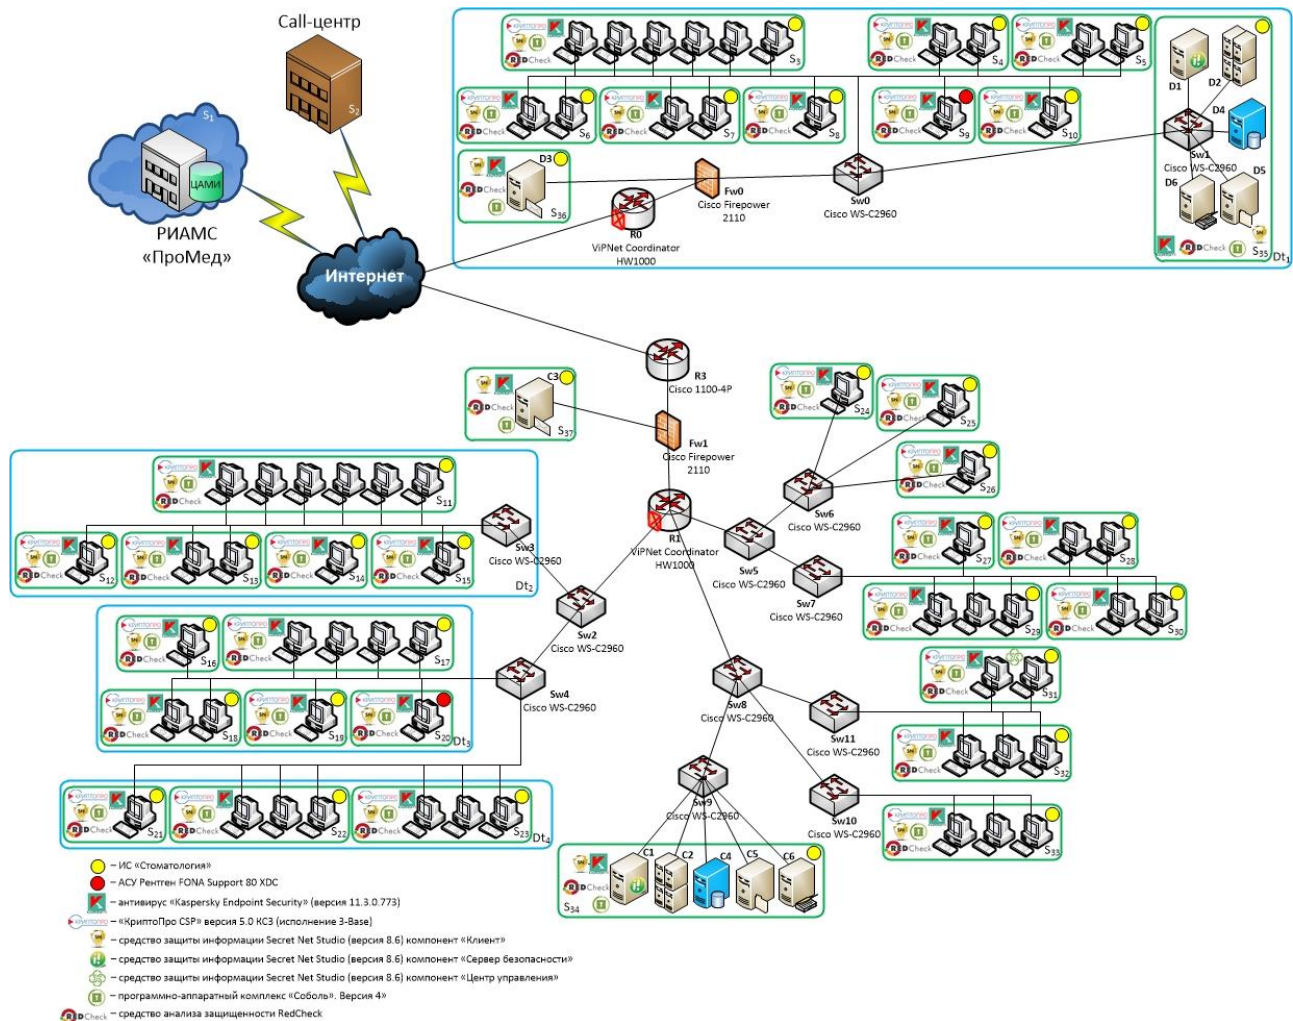 Call-центр
S2
S1
ЦАМИ
РИАМС
«ПроМед»
Интернет
S3
S4
S5
S6
S7
S8
S9
S10
D1
D2
D4
Sw1
Cisco WS-C2960
D6
D5
S35
Dt1
D3
S36
Fw0
Cisco Firepower
2110
R0
ViPNet Coordinator
HW1000
Sw0
Cisco WS-C2960
R3
Cisco 1100-4P
C3
S37
Fw1
Cisco Firepower
2110
R1
ViPNet Coordinator
HW1000
S24
S25
S26
Sw6
Cisco WS-C2960
Sw5
Cisco WS-C2960
Sw7
Cisco WS-C2960
S27
S28
S29
S30
S11
S12
S13
S14
S15
Sw3
Cisco WS-C2960
Dt2
Sw2
Cisco WS-C2960
S16
S17
S18
S19
S20
Dt3
Sw4
Cisco WS-C2960
S21
S22
S23
Dt4
Sw8
Cisco WS-C2960
Sw11
Cisco WS-C2960
S31
S32
Sw9
Cisco WS-C2960
Sw10
Cisco WS-C2960
S33
C1
C2
C4
C5
C6
S34
– ИС «Стоматология»
– АСУ Рентген FONA Support 80 XDC
– антивирус «Kaspersky Endpoint Security» (версия 11.3.0.773)
КРИПТОПРО – «КриптоПро CSP» версия 5.0 КС3 (исполнение 3-Base)
– средство защиты информации Secret Net Studio (версия 8.6) компонент «Клиент»
– средство защиты информации Secret Net Studio (версия 8.6) компонент «Сервер безопасности»
– средство защиты информации Secret Net Studio (версия 8.6) компонент «Центр управления»
– программно-аппаратный комплекс «Соболь». Версия 4»
REDCheck – средство анализа защищенности RedCheck